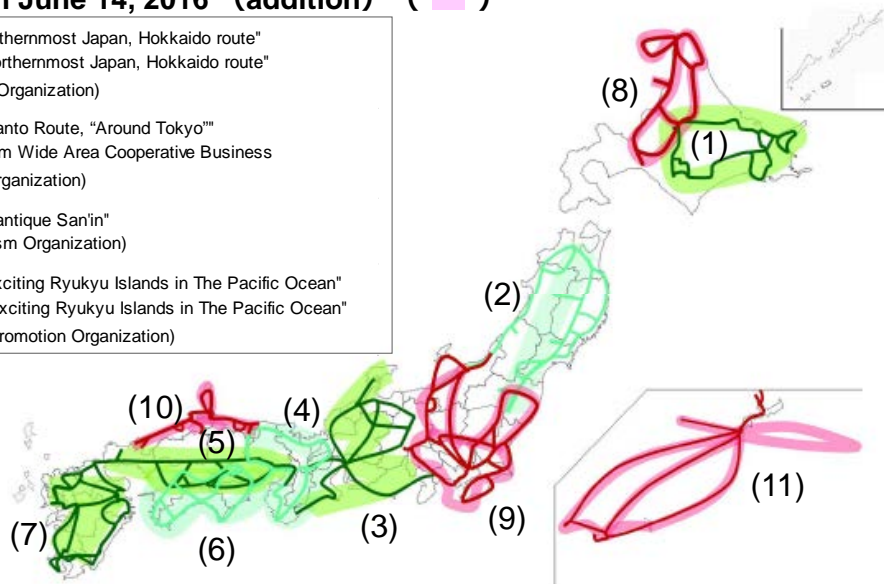 June 14, 2016 (addition) ( )
thernmost Japan, Hokkaido route"
orthernmost Japan, Hokkaido route"
Organization)
anto Route, “Around Tokyo”"
m Wide Area Cooperative Business
rganization)
antique San'in"
sm Organization)
xciting Ryukyu Islands in The Pacific Ocean"
xciting Ryukyu Islands in The Pacific Ocean"
romotion Organization)
(8)
(1)
(2)
(10)
(4)
(5)
(11)
(7)
(6)
(3)
(9)